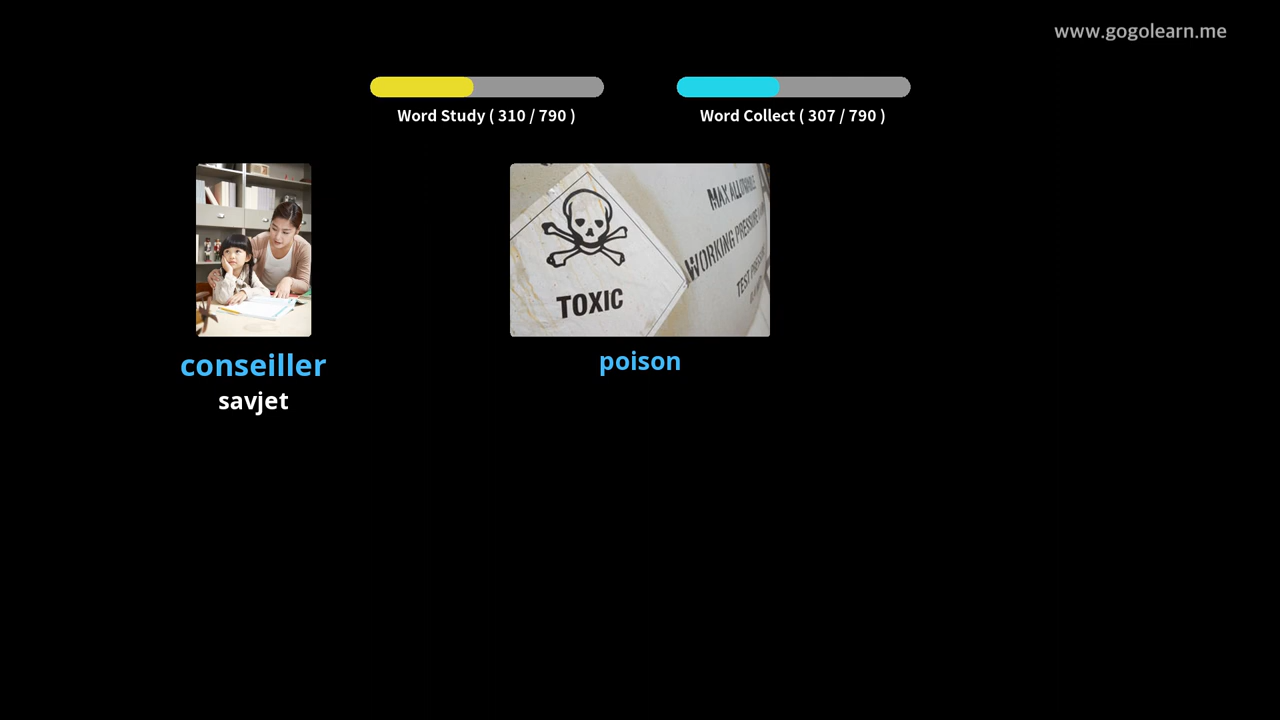 www.gogolearn.me
Word Study ( 310 / 790 )
Word Collect ( 307 / 790 )
TOXIC
MAX ALLOWABLE
WORKING PRESSURE
TEST PRESSURE
conseiller
savjet
poison